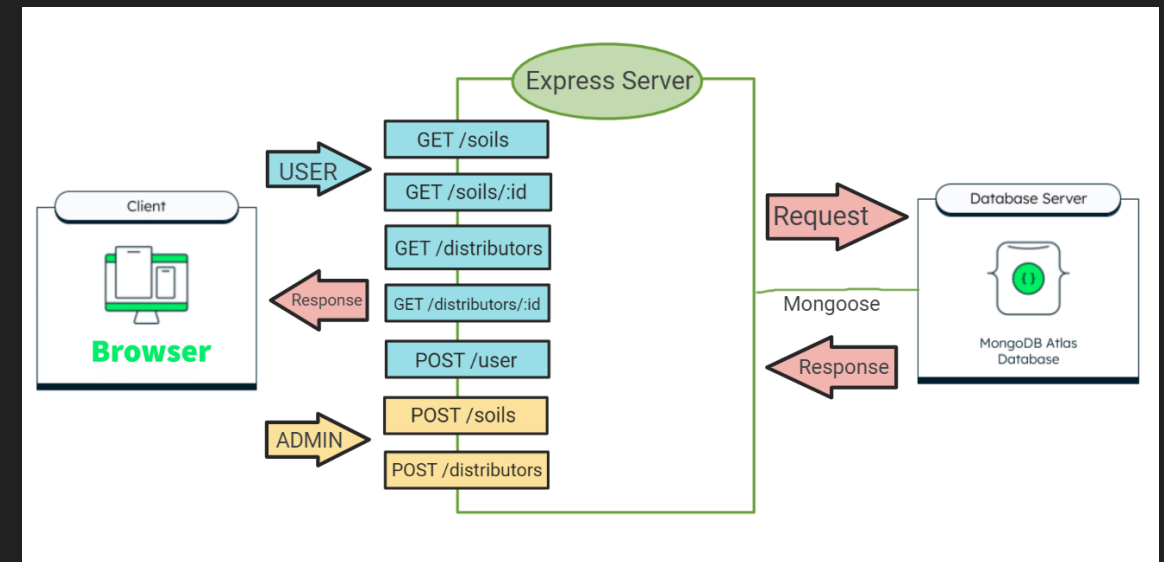 Express Server
GET /soils
USER
GET /soils/:id
Client
Database Server
Request
GET /distributors
{}
Response
GET /distributors/:id
Mongoose
Browser
MongoDB Atlas
Database
POST /user
Response
POST /soils
ADMIN
POST /distributors